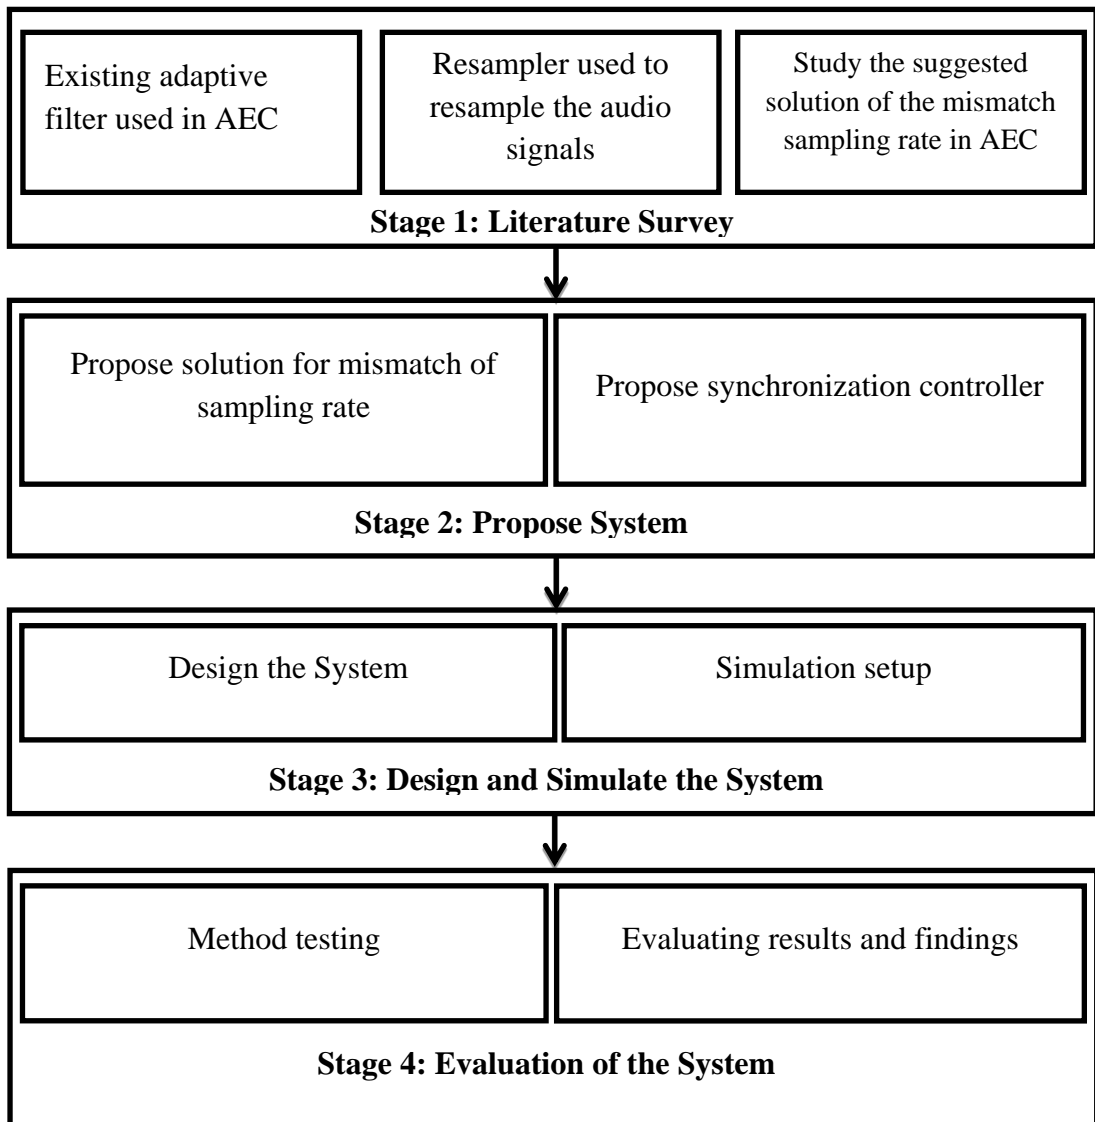 Existing adaptive
filter used in AEC
Resampler used to
resample the audio
signals
Study the suggested
solution of the mismatch
sampling rate in AEC
Stage 1: Literature Survey
Propose solution for mismatch of
sampling rate
Propose synchronization controller
Stage 2: Propose System
Design the System
Simulation setup
Stage 3: Design and Simulate the System
Method testing
Evaluating results and findings
Stage 4: Evaluation of the System